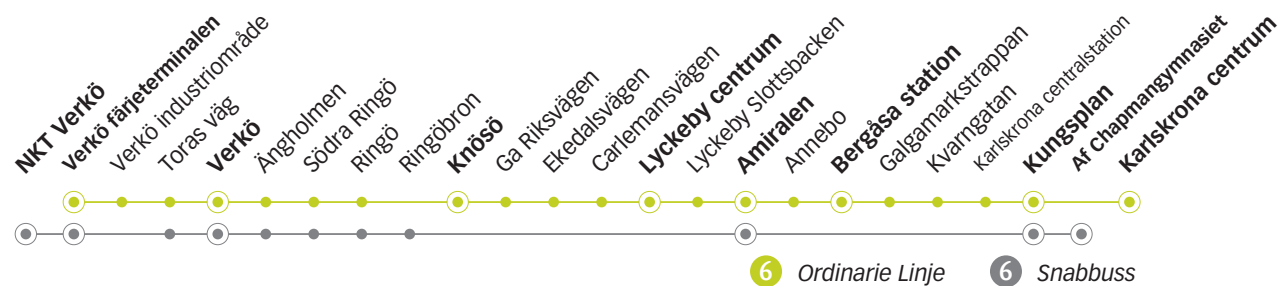 NKT Verkö
Verkö färjeterminalen
Verkö industriområde
Toras väg
Verkö
Ängholmen
Södra Ringö
Ringö
Ringöbron
Knösö
Ga Riksvägen
Ekedalsvägen
Carlemansvägen
Lyckeby centrum
Lyckeby Slottsbacken
Amiralen
Annebo
Bergåsa station
Galgamarkstrappan
Kvarngatan
Karlskrona centralstation
Kungsplan
Af Chapmangymnasiet
Karlskrona centrum
6 Ordinarie Linje
6 Snabbuss